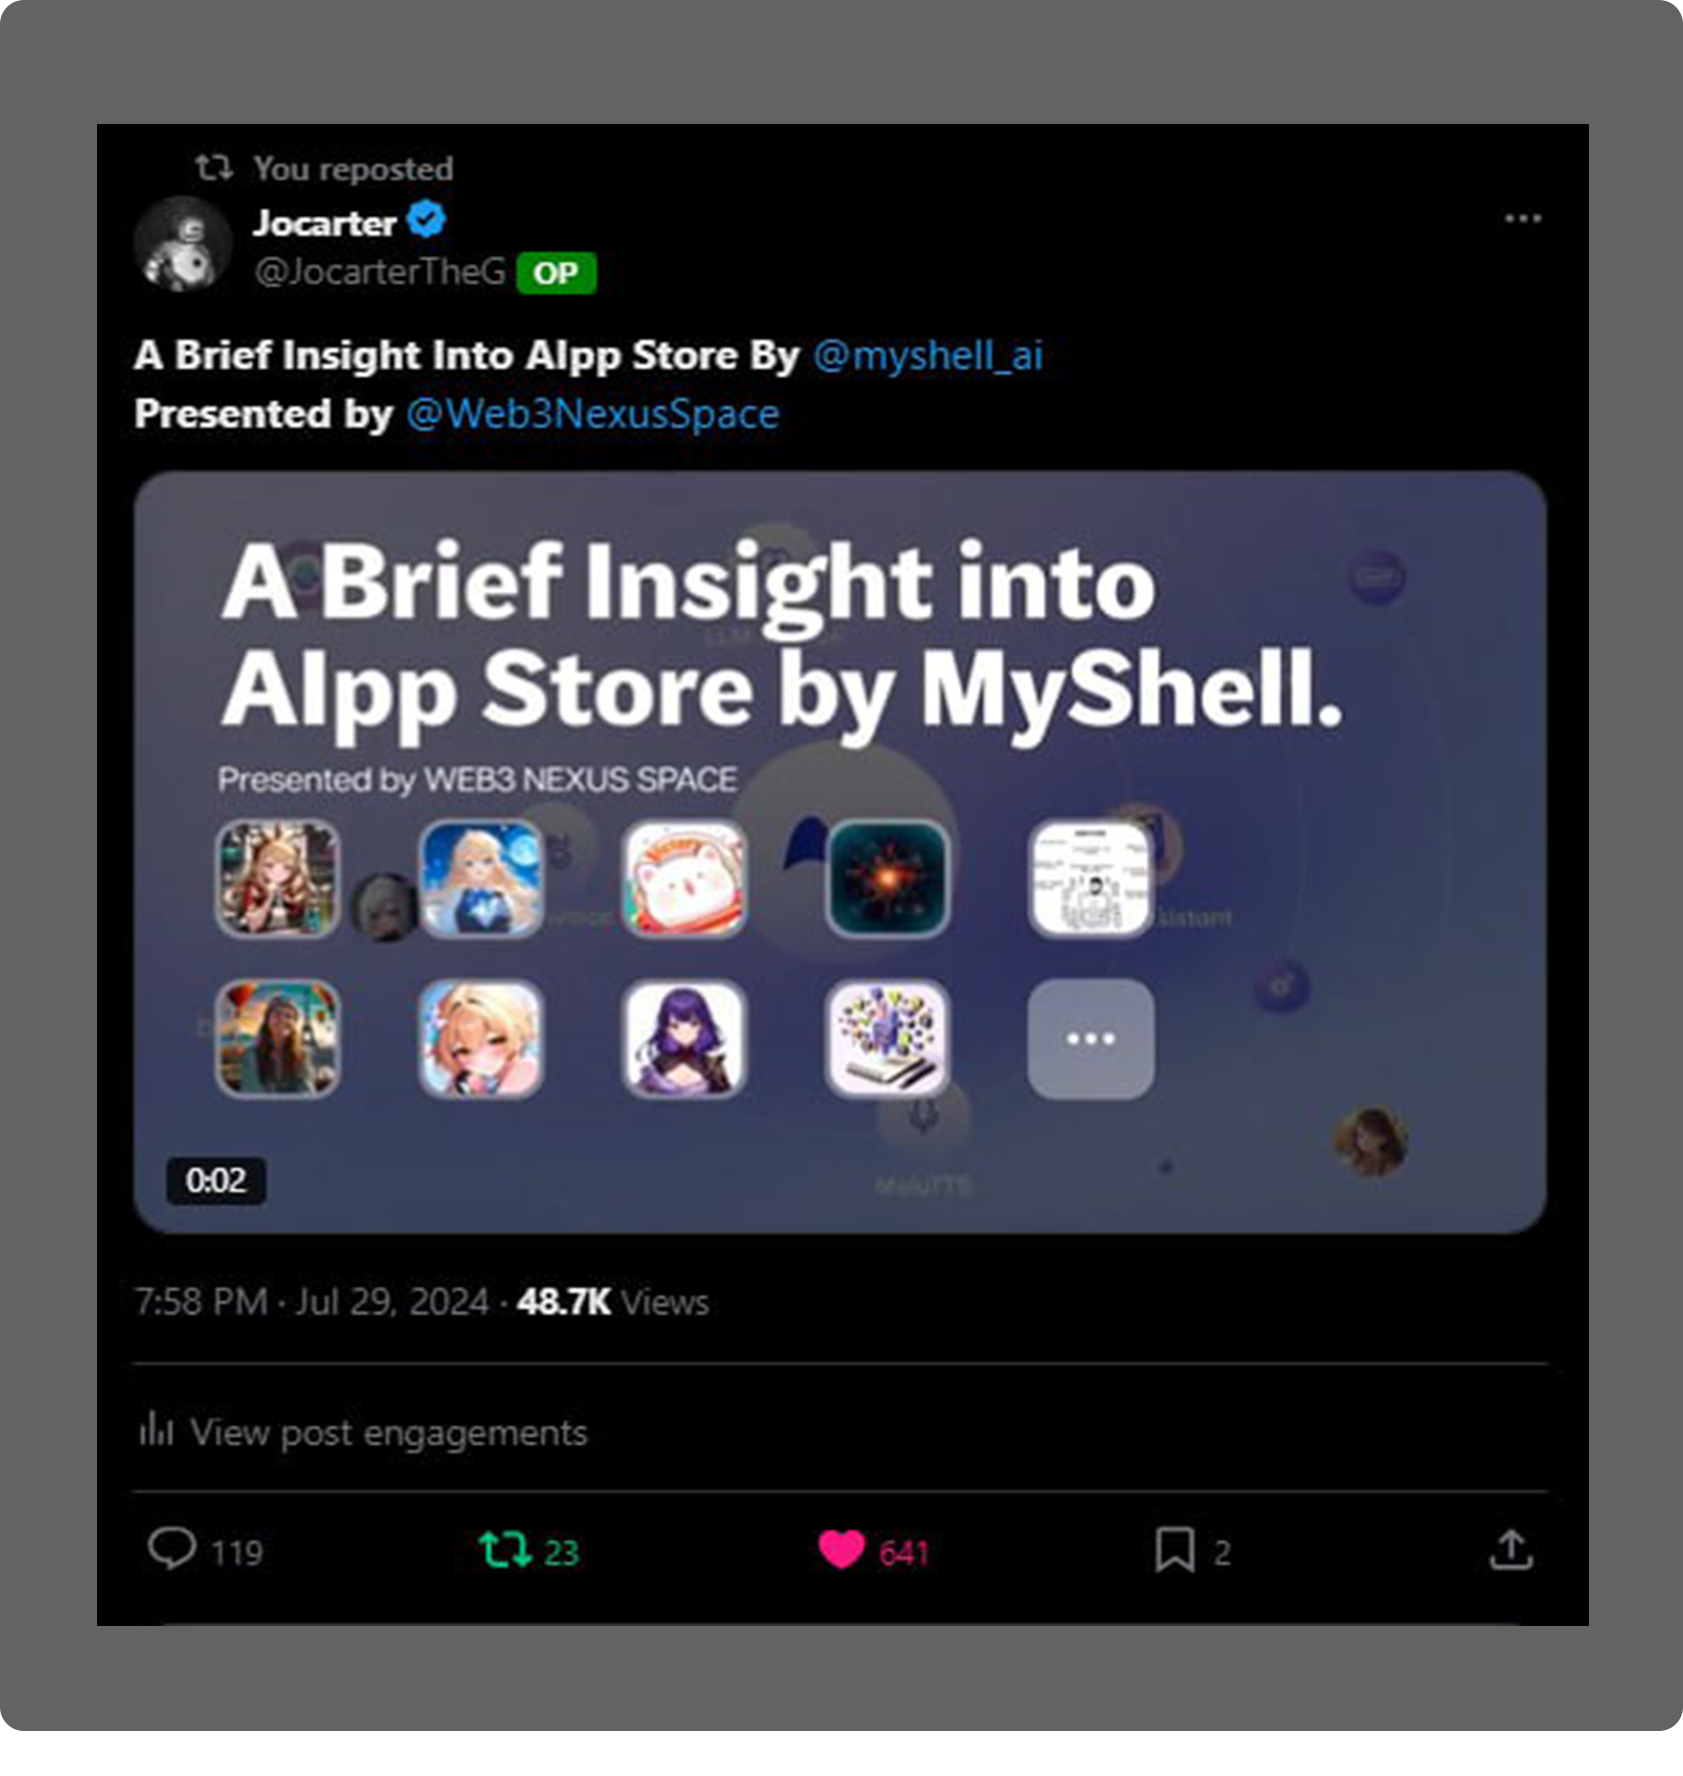 You reposted
Jocarter
@JocarterTheG OP
A Brief Insight Into AIpp Store By @myshell_ai
Presented by @Web3NexusSpace
A Brief Insight into
AIpp Store by MyShell.
Presented by WEB3 NEXUS SPACE
0:02
7:58 PM · Jul 29, 2024 · 48.7K Views
View post engagements
119 23 641 2